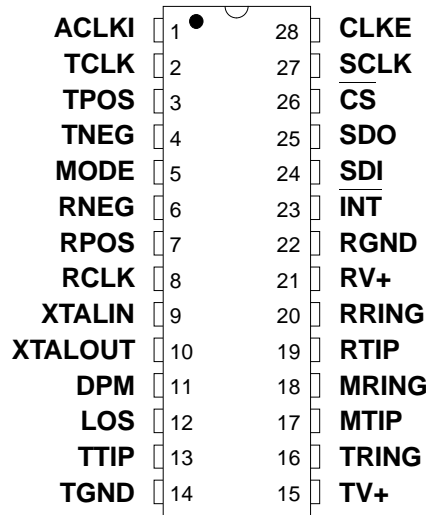 ACLKI 1 28 CLKE
TCLK 2 27 SCLK
TPOS 3 26 C̅S̅
TNEG 4 25 SDO
MODE 5 24 SDI
RNEG 6 23 I̅N̅T̅
RPOS 7 22 RGND
RCLK 8 21 RV+
XTALIN 9 20 RRING
XTALOUT 10 19 RTIP
DPM 11 18 MRING
LOS 12 17 MTIP
TTIP 13 16 TRING
TGND 14 15 TV+